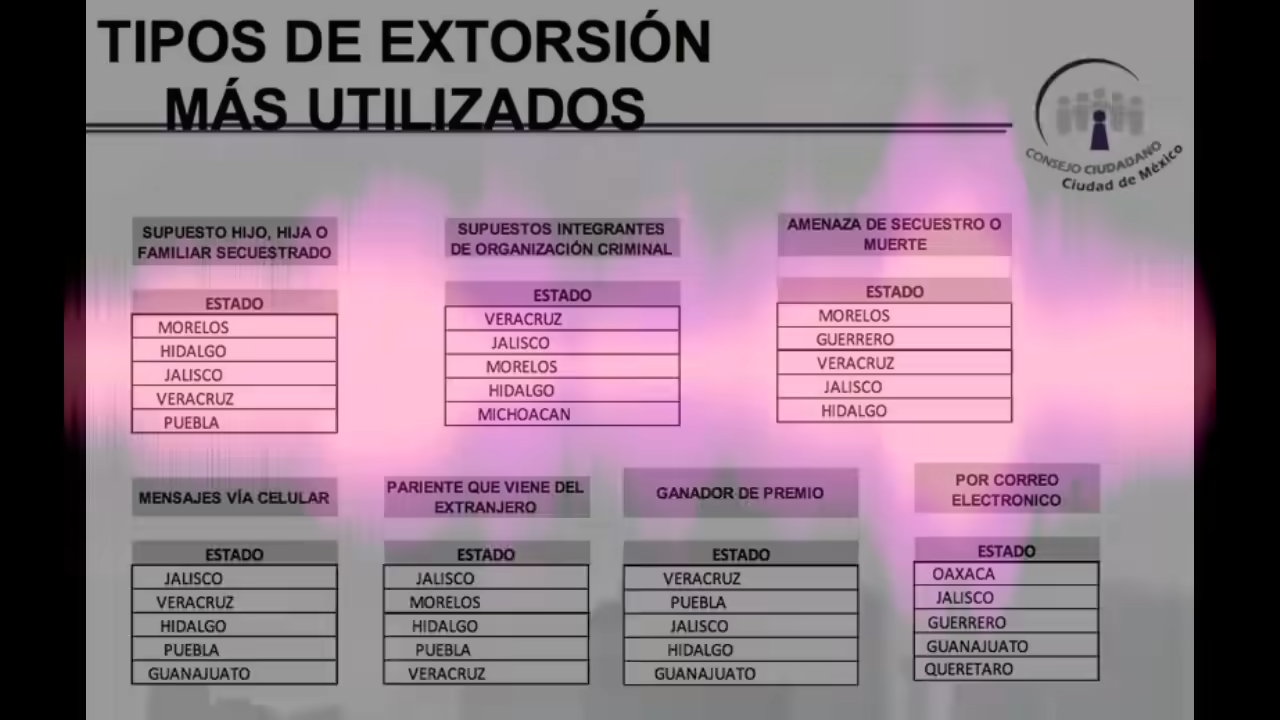 TIPOS DE EXTORSIÓN
MÁS UTILIZADOS
CONSEJO CIUDADANO
Ciudad de México
SUPUESTO HIJO, HIJA O
FAMILIAR SECUESTRADO
ESTADO
MORELOS
HIDALGO
JALISCO
VERACRUZ
PUEBLA
SUPUESTOS INTEGRANTES
DE ORGANIZACIÓN CRIMINAL
ESTADO
VERACRUZ
JALISCO
MORELOS
HIDALGO
MICHOACAN
AMENAZA DE SECUESTRO O
MUERTE
ESTADO
MORELOS
GUERRERO
VERACRUZ
JALISCO
HIDALGO
MENSAJES VÍA CELULAR
ESTADO
JALISCO
VERACRUZ
HIDALGO
PUEBLA
GUANAJUATO
PARIENTE QUE VIENE DEL
EXTRANJERO
ESTADO
JALISCO
MORELOS
HIDALGO
PUEBLA
VERACRUZ
GANADOR DE PREMIO
ESTADO
VERACRUZ
PUEBLA
JALISCO
HIDALGO
GUANAJUATO
POR CORREO
ELECTRONICO
ESTADO
OAXACA
JALISCO
GUERRERO
GUANAJUATO
QUERETARO